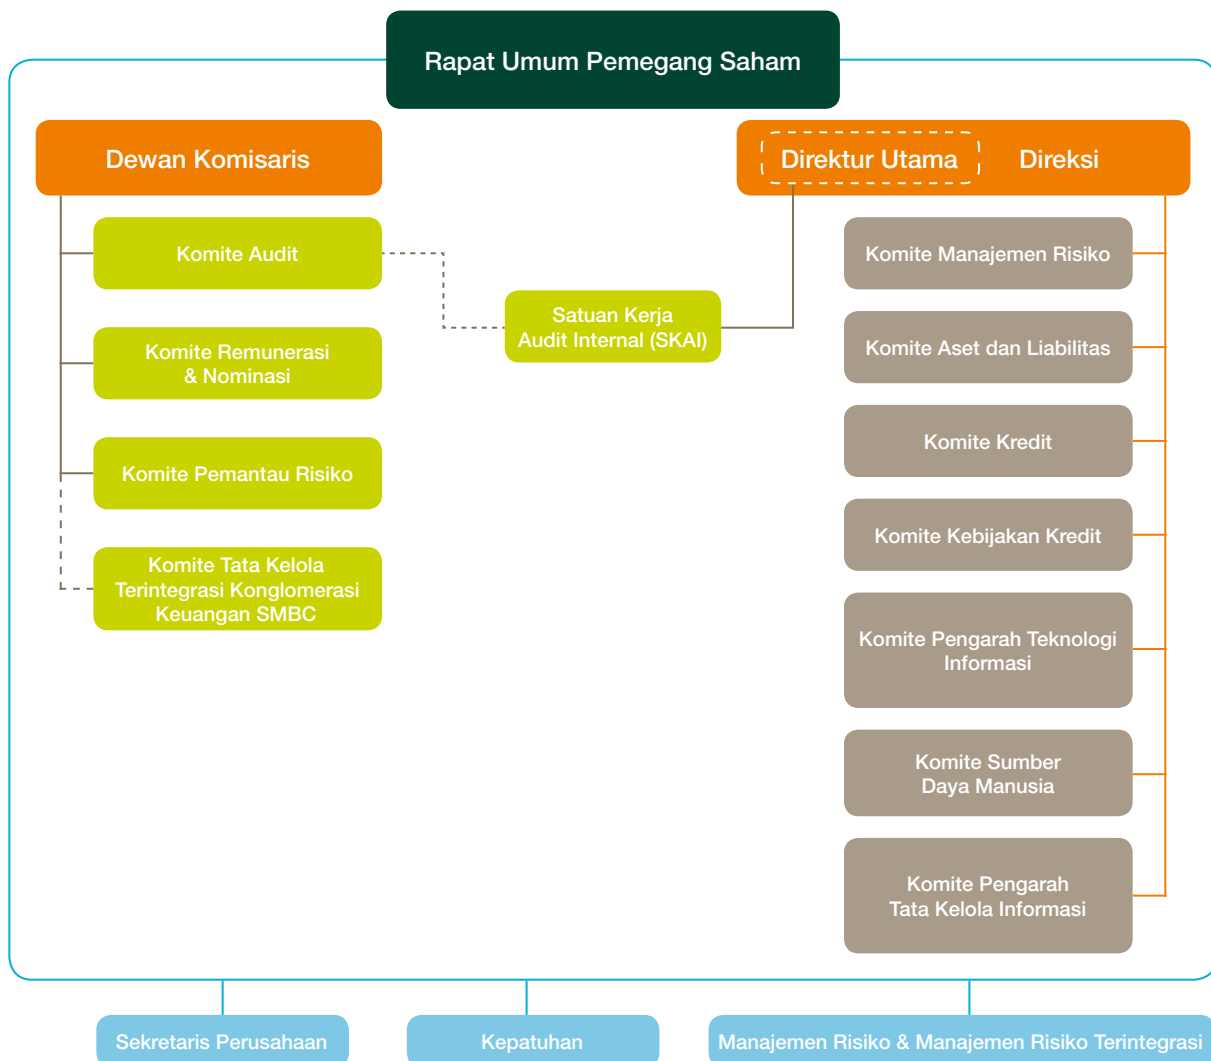 Rapat Umum Pemegang Saham
Dewan Komisaris
Direktur Utama
Direksi
Komite Audit
Komite Remunerasi
& Nominasi
Komite Pemantau Risiko
Komite Tata Kelola
Terintegrasi Konglomerasi
Keuangan SMBC
Satuan Kerja
Audit Internal (SKAI)
Komite Manajemen Risiko
Komite Aset dan Liabilitas
Komite Kredit
Komite Kebijakan Kredit
Komite Pengarah Teknologi
Informasi
Komite Sumber
Daya Manusia
Komite Pengarah
Tata Kelola Informasi
Sekretaris Perusahaan
Kepatuhan
Manajemen Risiko & Manajemen Risiko Terintegrasi